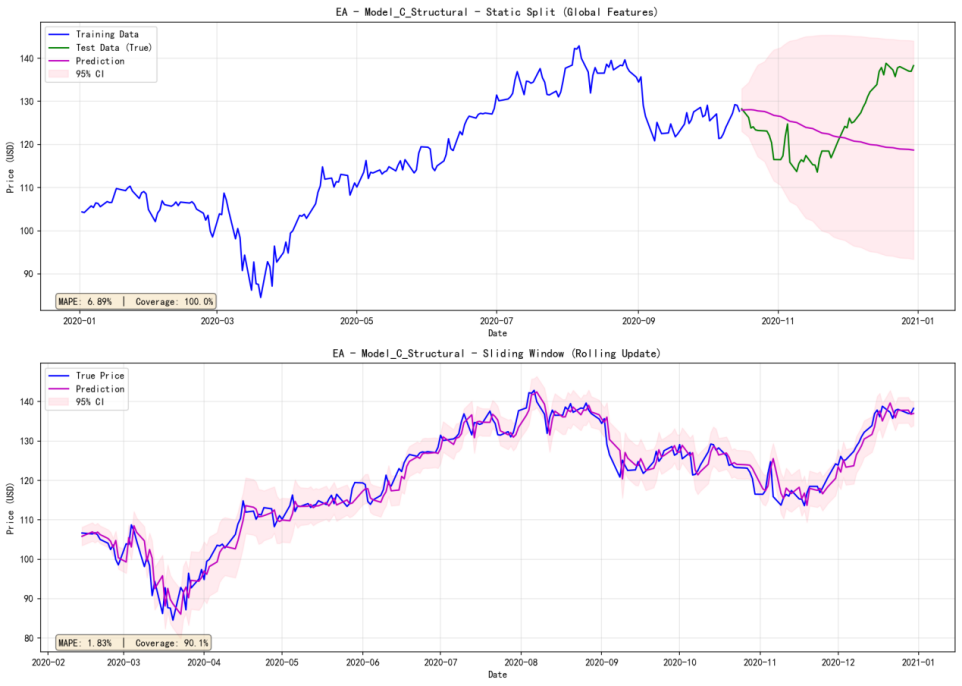 EA - Model_C_Structural - Static Split (Global Features)
Training Data
Test Data (True)
Prediction
95% CI
140
130
120
110
100
90
Price (USD)
MAPE: 6.89% | Coverage: 100.0%
2020-01
2020-03
2020-05
2020-07
2020-09
2020-11
2021-01
Date
EA - Model_C_Structural - Sliding Window (Rolling Update)
True Price
Prediction
95% CI
140
130
120
110
100
90
80
Price (USD)
MAPE: 1.83% | Coverage: 90.1%
2020-02
2020-03
2020-04
2020-05
2020-06
2020-07
2020-08
2020-09
2020-10
2020-11
2020-12
2021-01
Date